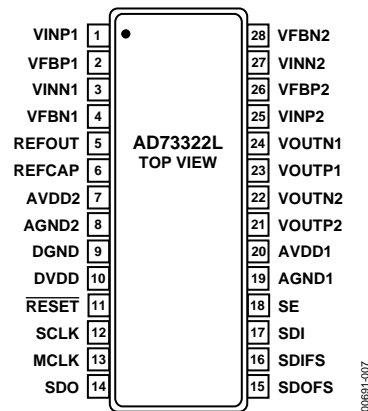 VINP1 1 28 VFBN2
VFBP1 2 27 VINN2
VINN1 3 26 VFBP2
VFBN1 4 25 VINP2
REFOUT 5 AD73322L 24 VOUTN1
TOP VIEW
REFCAP 6 23 VOUTP1
AVDD2 7 22 VOUTN2
AGND2 8 21 VOUTP2
DGND 9 20 AVDD1
DVDD 10 19 AGND1
RESET 11 18 SE
SCLK 12 17 SDI
MCLK 13 16 SDIFS
SDO 14 15 SDOFS
00691-007